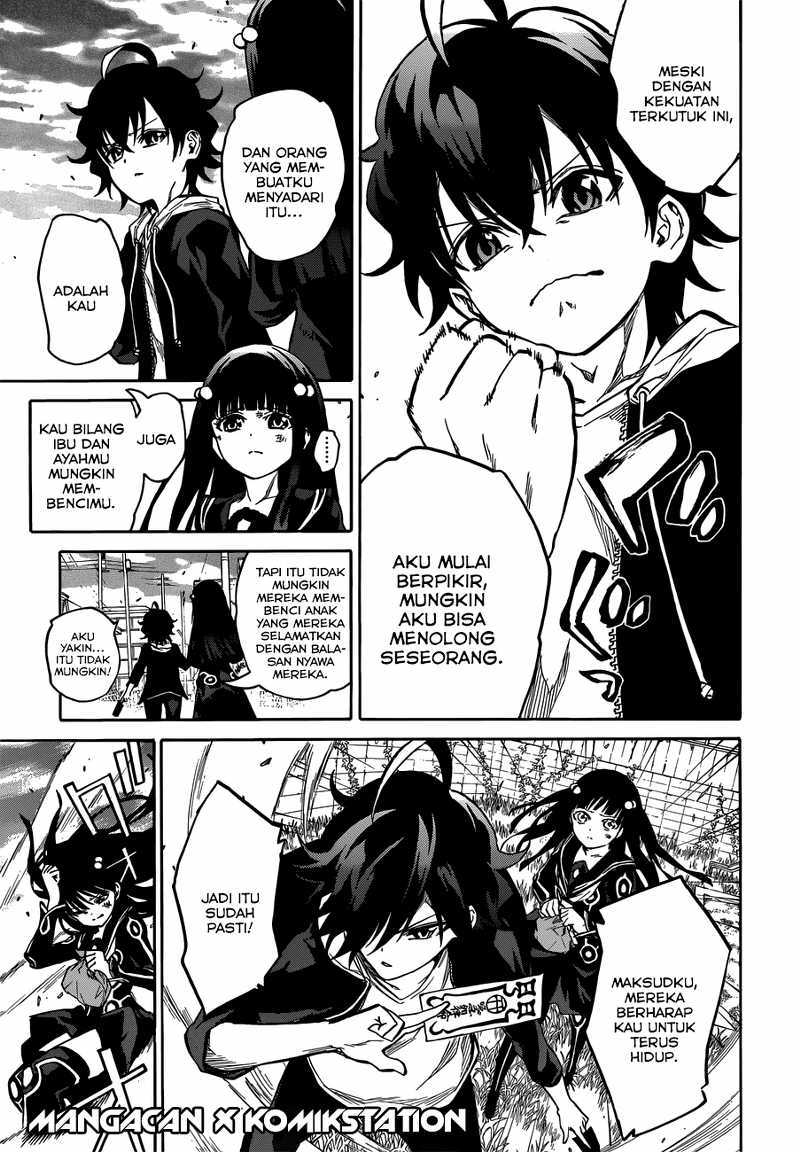 MESKI
DENGAN
KEKUATAN
TERKUTUK INI,
AKU MULAI
BERPIKIR,
MUNGKIN
AKU BISA
MENOLONG
SESEORANG.
DAN ORANG
YANG MEM-
BUATKU
MENYADARI
ITU...
ADALAH
KAU
........
JUGA
KAU BILANG
IBU DAN
AYAHMU
MUNGKIN
MEM-
BENCIMU.
TAPI ITU TIDAK
MUNGKIN
MEREKA MEM-
BENCI ANAK
YANG MEREKA
SELAMATKAN
DENGAN BALA-
SAN NYAWA
MEREKA.
AKU
YAKIN...
ITU TIDAK
MUNGKIN!
MAKSUDKU,
MEREKA
BERHARAP
KAU UNTUK
TERUS
HIDUP.
JADI ITU
SUDAH
PASTI!
MANGACAN X KOMIKSTATION